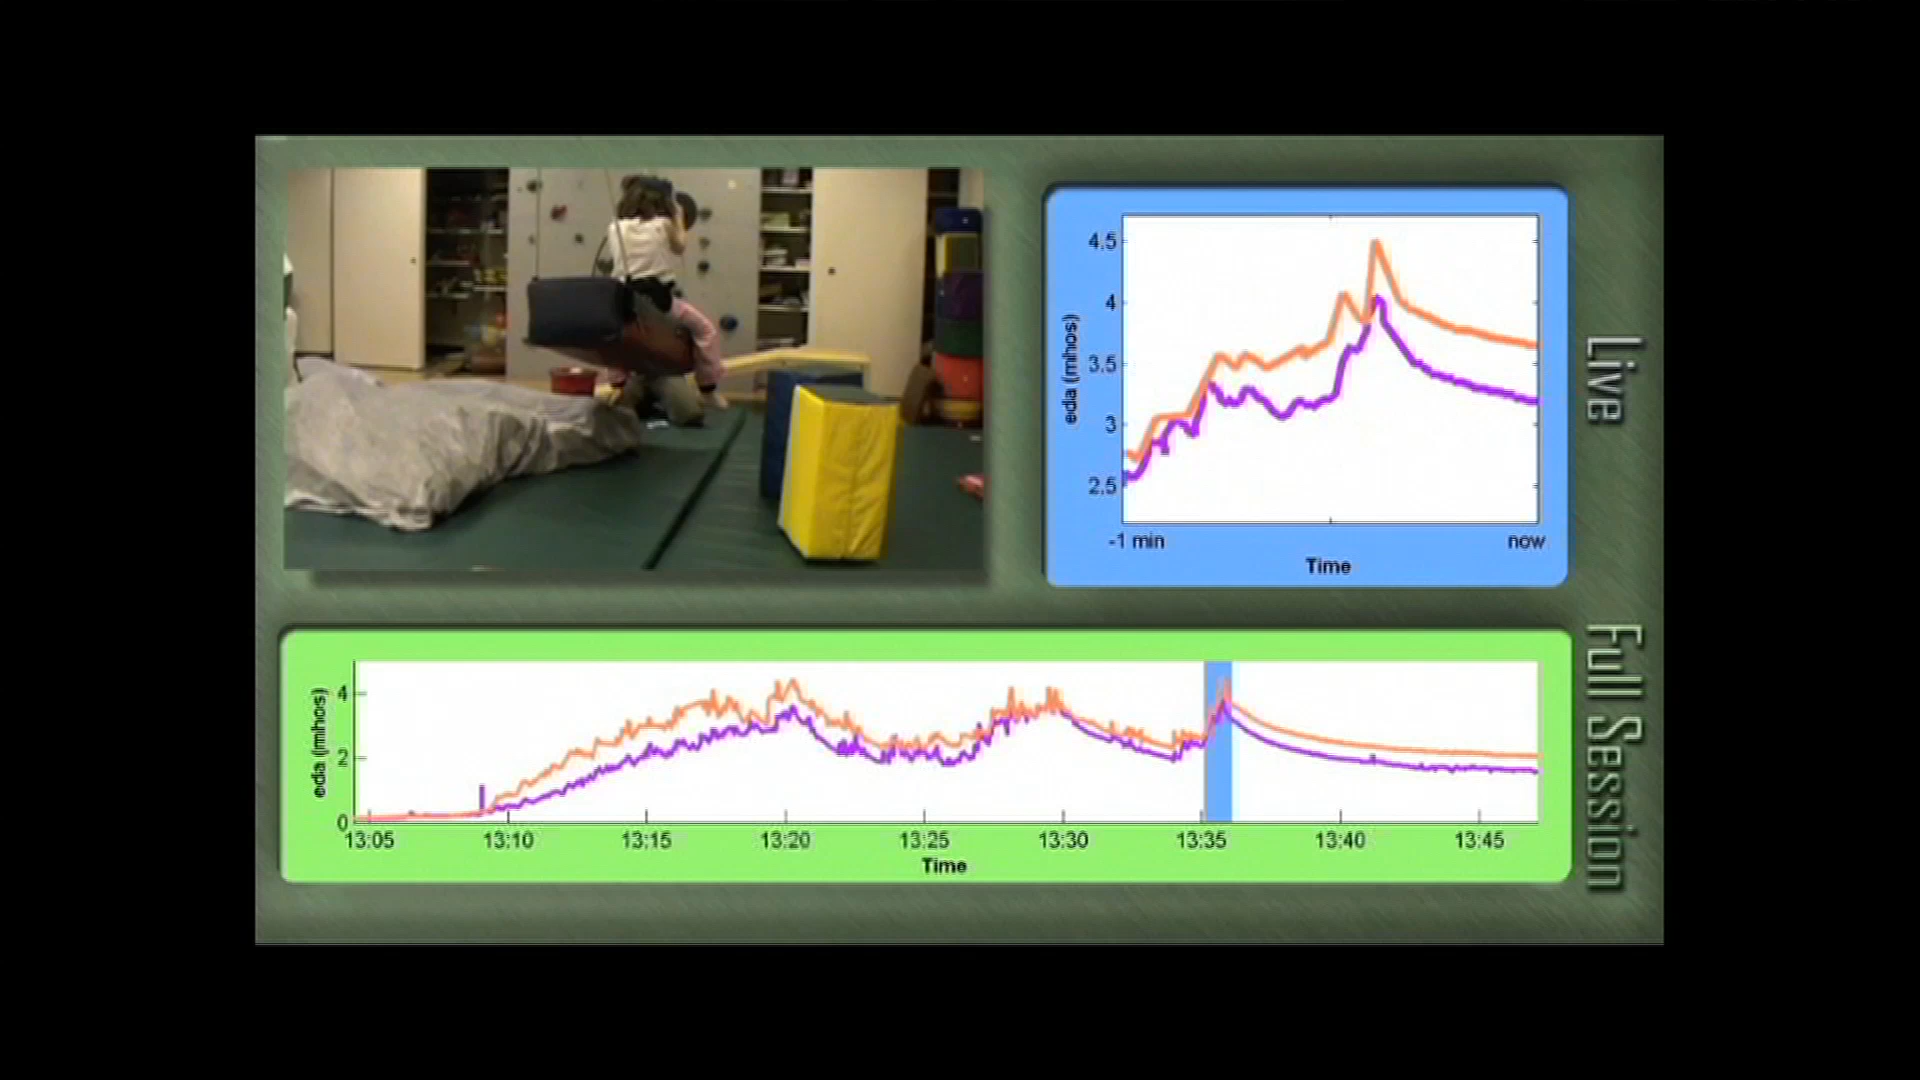 4.5
4
3.5
3
2.5
edia (mhos)
-1 min
now
Time
Live
4
2
0
edia (mhos)
13:05
13:10
13:15
13:20
13:25
13:30
13:35
13:40
13:45
Time
Full Session